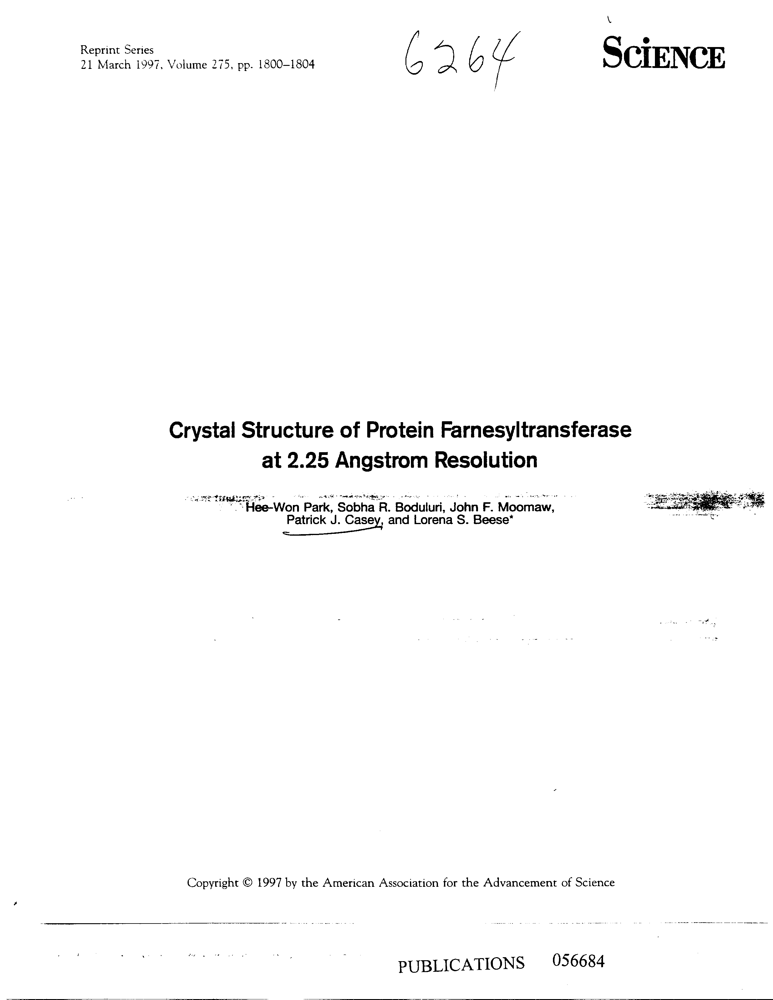 Reprint Series
21 March 1997, Volume 275, pp. 1800–1804
6264
SCiENCE
Crystal Structure of Protein Farnesyltransferase
at 2.25 Angstrom Resolution
Hee-Won Park, Sobha R. Boduluri, John F. Moomaw,
Patrick J. Casey, and Lorena S. Beese*
Copyright © 1997 by the American Association for the Advancement of Science
PUBLICATIONS 056684